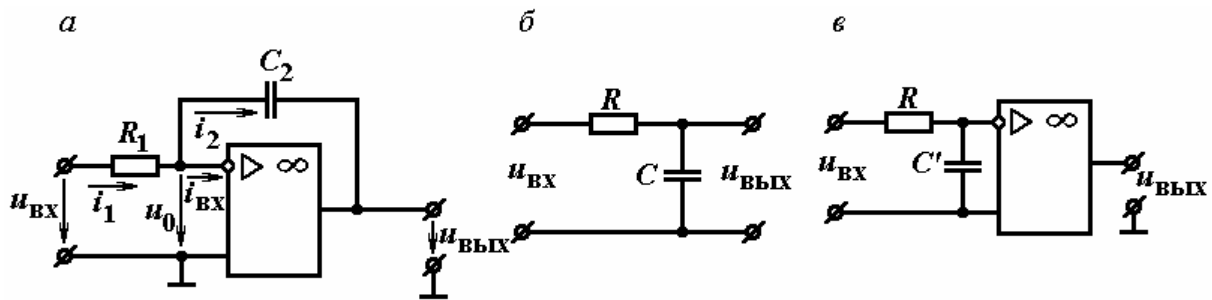 а
C₂
i₂
R₁
▷ ∞
i₁
iвх
uвх
u₀
uвых
б
R
uвх
C
uвых
в
R
▷ ∞
uвх
C'
uвых